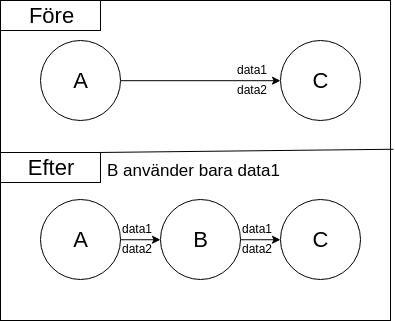 Före
A
data1
data2
C
Efter
B använder bara data1
A
data1
data2
B
data1
data2
C